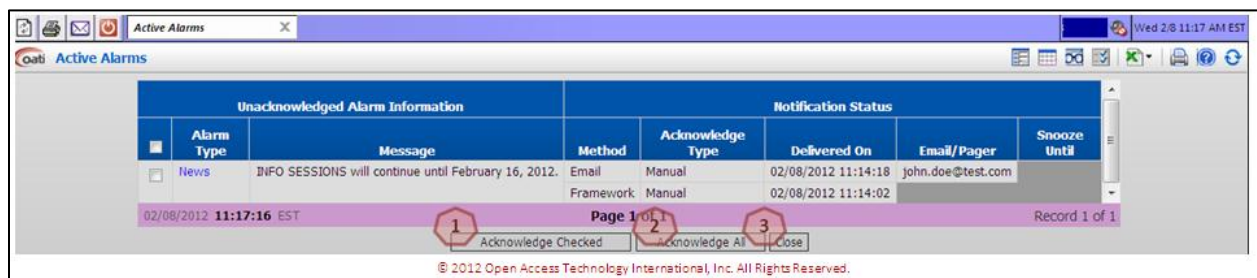 Active Alarms X
Wed 2/8 11:17 AM EST
oati Active Alarms
Unacknowledged Alarm Information Notification Status
Alarm Type Message Method Acknowledge Type Delivered On Email/Pager Snooze Until
News INFO SESSIONS will continue until February 16, 2012. Email Manual 02/08/2012 11:14:18 john.doe@test.com
Framework Manual 02/08/2012 11:14:02
02/08/2012 11:17:16 EST Page 1 of 1 Record 1 of 1
1 2 3
Acknowledge Checked Acknowledge All Close
© 2012 Open Access Technology International, Inc. All Rights Reserved.